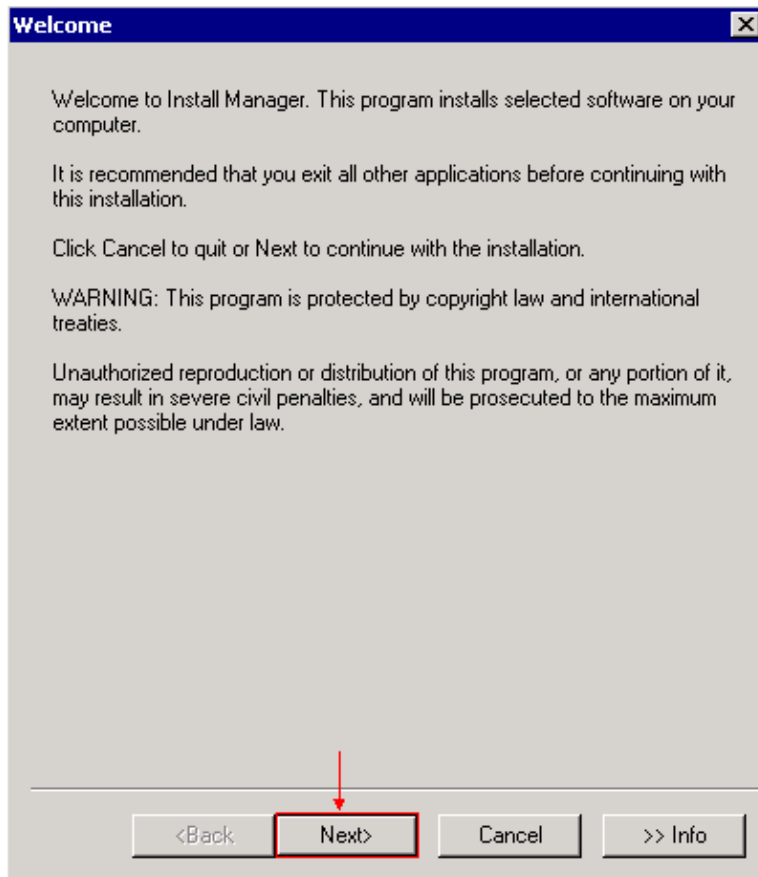 Welcome
Welcome to Install Manager. This program installs selected software on your
computer.
It is recommended that you exit all other applications before continuing with
this installation.
Click Cancel to quit or Next to continue with the installation.
WARNING: This program is protected by copyright law and international
treaties.
Unauthorized reproduction or distribution of this program, or any portion of it,
may result in severe civil penalties, and will be prosecuted to the maximum
extent possible under law.
<Back Next> Cancel >> Info